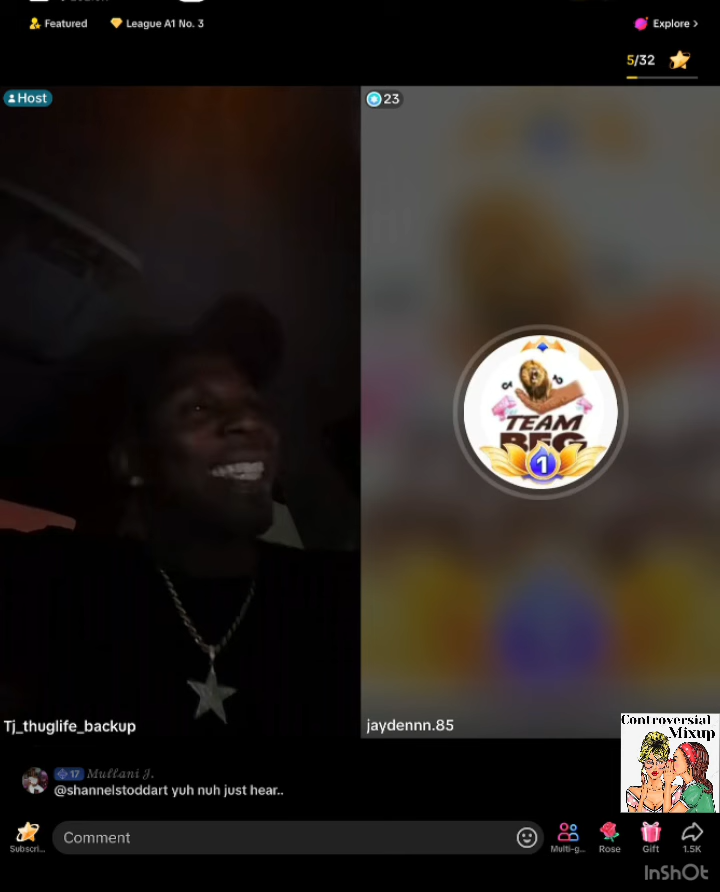 Featured
League A1 No. 3
Explore >
5/32
Host
23
TEAM
BFG
1
Tj_thuglife_backup
jaydennn.85
Controversial
Mixup
17 Mullani J.
@shannelstoddart yuh nuh just hear..
Comment
Subscri...
Multi-g...
Rose
Gift
1.5K
InShOt